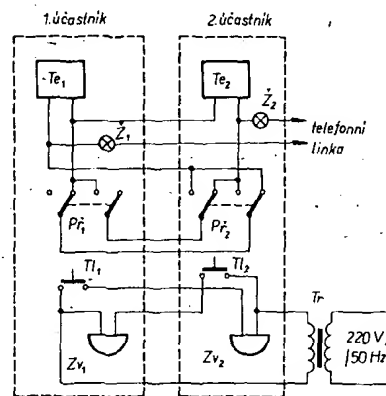 1. účastník
2. účastník
Te1
Te2
Ž1
Ž2
telefonní
linka
Př1
Př2
Tl1
Tl2
Tr
Zv1
Zv2
220 V,
50 Hz